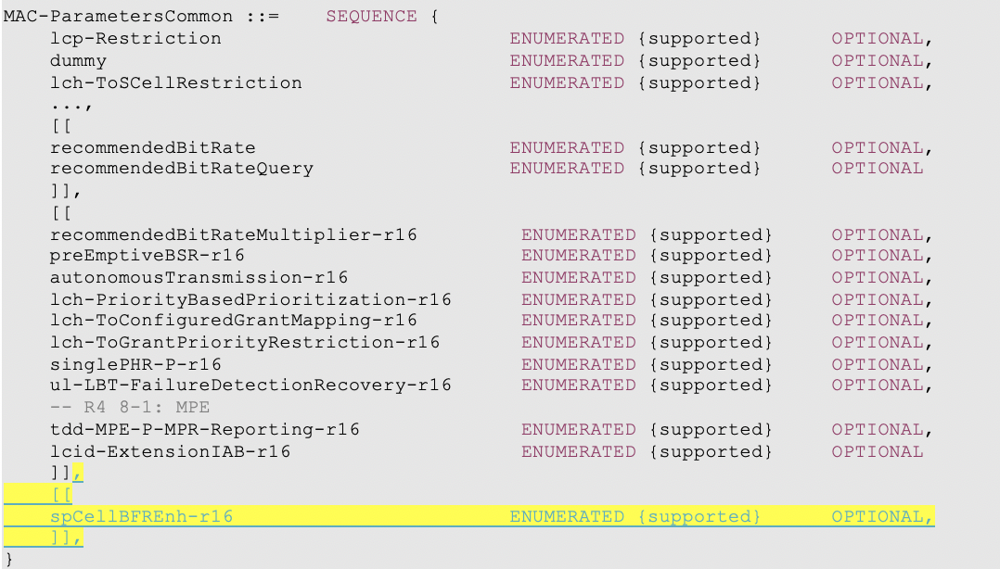 MAC-ParametersCommon ::= SEQUENCE {
lcp-Restriction ENUMERATED {supported} OPTIONAL,
dummy ENUMERATED {supported} OPTIONAL,
lch-ToSCellRestriction ENUMERATED {supported} OPTIONAL,
...,
[[
recommendedBitRate ENUMERATED {supported} OPTIONAL,
recommendedBitRateQuery ENUMERATED {supported} OPTIONAL
]],
[[
recommendedBitRateMultiplier-r16 ENUMERATED {supported} OPTIONAL,
preEmptiveBSR-r16 ENUMERATED {supported} OPTIONAL,
autonomousTransmission-r16 ENUMERATED {supported} OPTIONAL,
lch-PriorityBasedPrioritization-r16 ENUMERATED {supported} OPTIONAL,
lch-ToConfiguredGrantMapping-r16 ENUMERATED {supported} OPTIONAL,
lch-ToGrantPriorityRestriction-r16 ENUMERATED {supported} OPTIONAL,
singlePHR-P-r16 ENUMERATED {supported} OPTIONAL,
ul-LBT-FailureDetectionRecovery-r16 ENUMERATED {supported} OPTIONAL,
-- R4 8-1: MPE
tdd-MPE-P-MPR-Reporting-r16 ENUMERATED {supported} OPTIONAL,
lcid-ExtensionIAB-r16 ENUMERATED {supported} OPTIONAL
]],
[[
spCellBFREnh-r16 ENUMERATED {supported} OPTIONAL,
]],
}